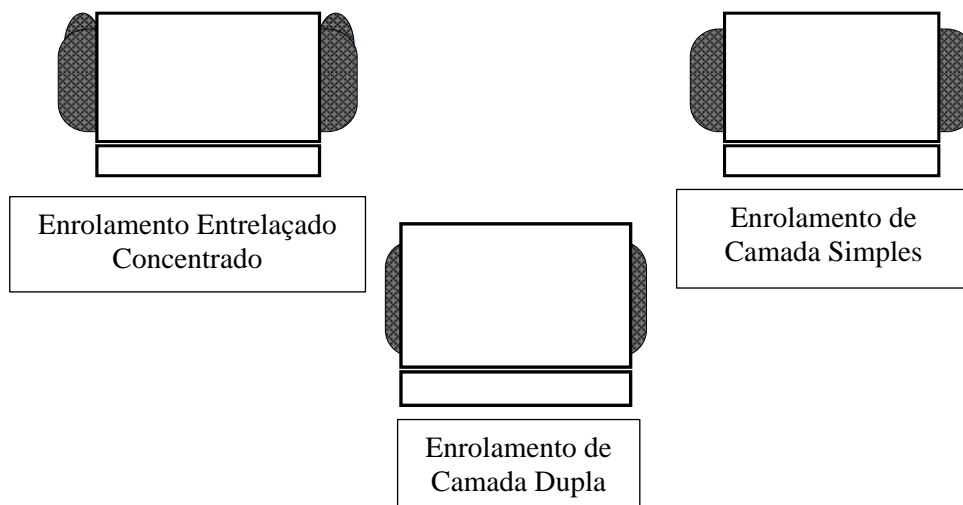 Enrolamento Entrelaçado
Concentrado
Enrolamento de
Camada Simples
Enrolamento de
Camada Dupla